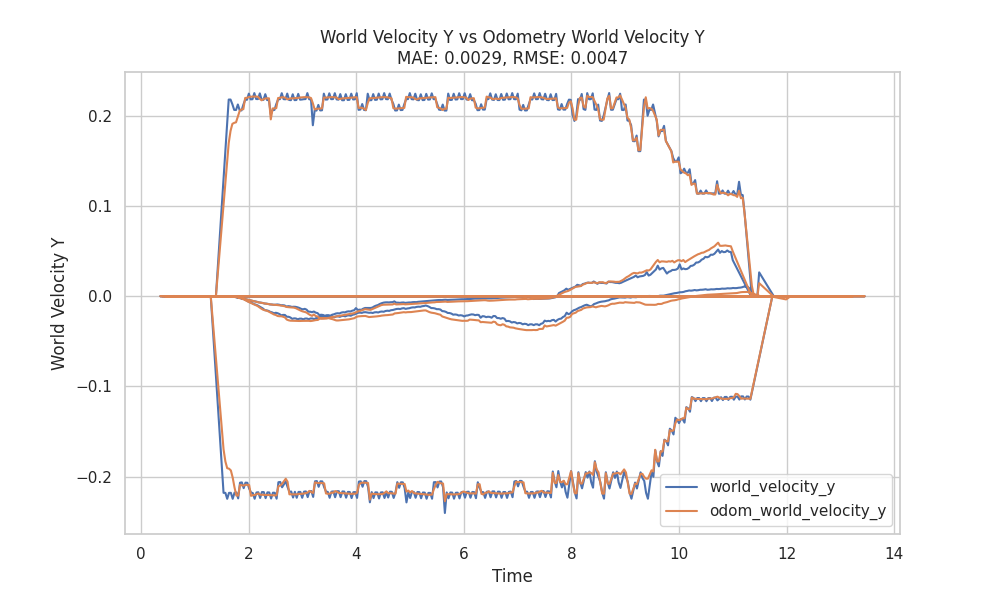 World Velocity Y vs Odometry World Velocity Y
MAE: 0.0029, RMSE: 0.0047
World Velocity Y
0.2
0.1
0.0
−0.1
−0.2
world_velocity_y
odom_world_velocity_y
0 2 4 6 8 10 12 14
Time